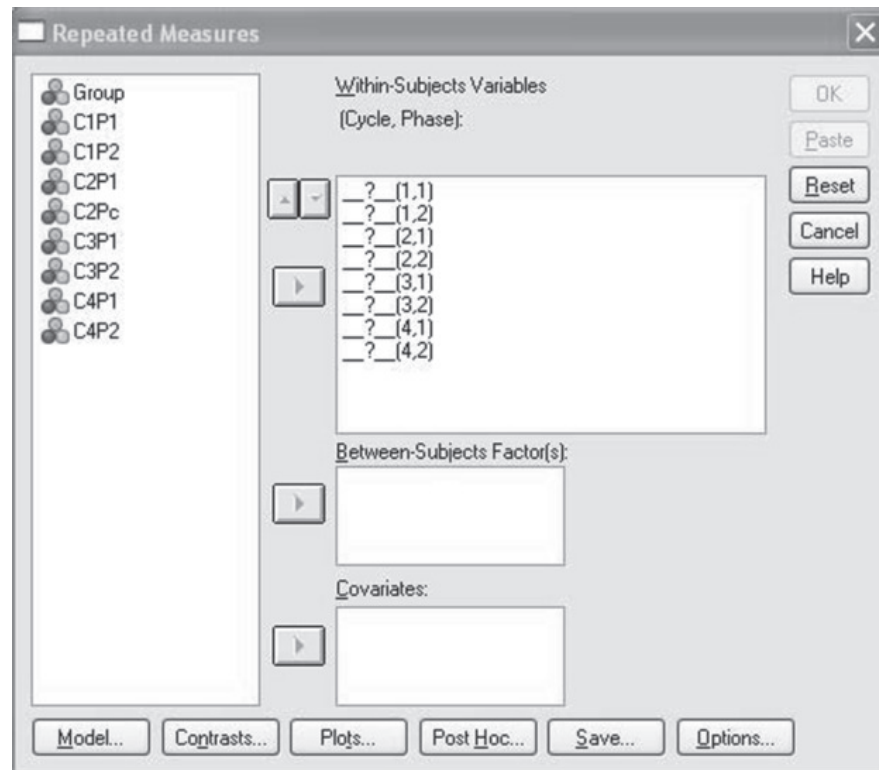 Repeated Measures
Group
C1P1
C1P2
C2P1
C2Pc
C3P1
C3P2
C4P1
C4P2
Within-Subjects Variables
(Cycle, Phase):
__?__(1,1)
__?__(1,2)
__?__(2,1)
__?__(2,2)
__?__(3,1)
__?__(3,2)
__?__(4,1)
__?__(4,2)
Between-Subjects Factor(s):
Covariates:
OK
Paste
Reset
Cancel
Help
Model...
Contrasts...
Plots...
Post Hoc...
Save...
Options...